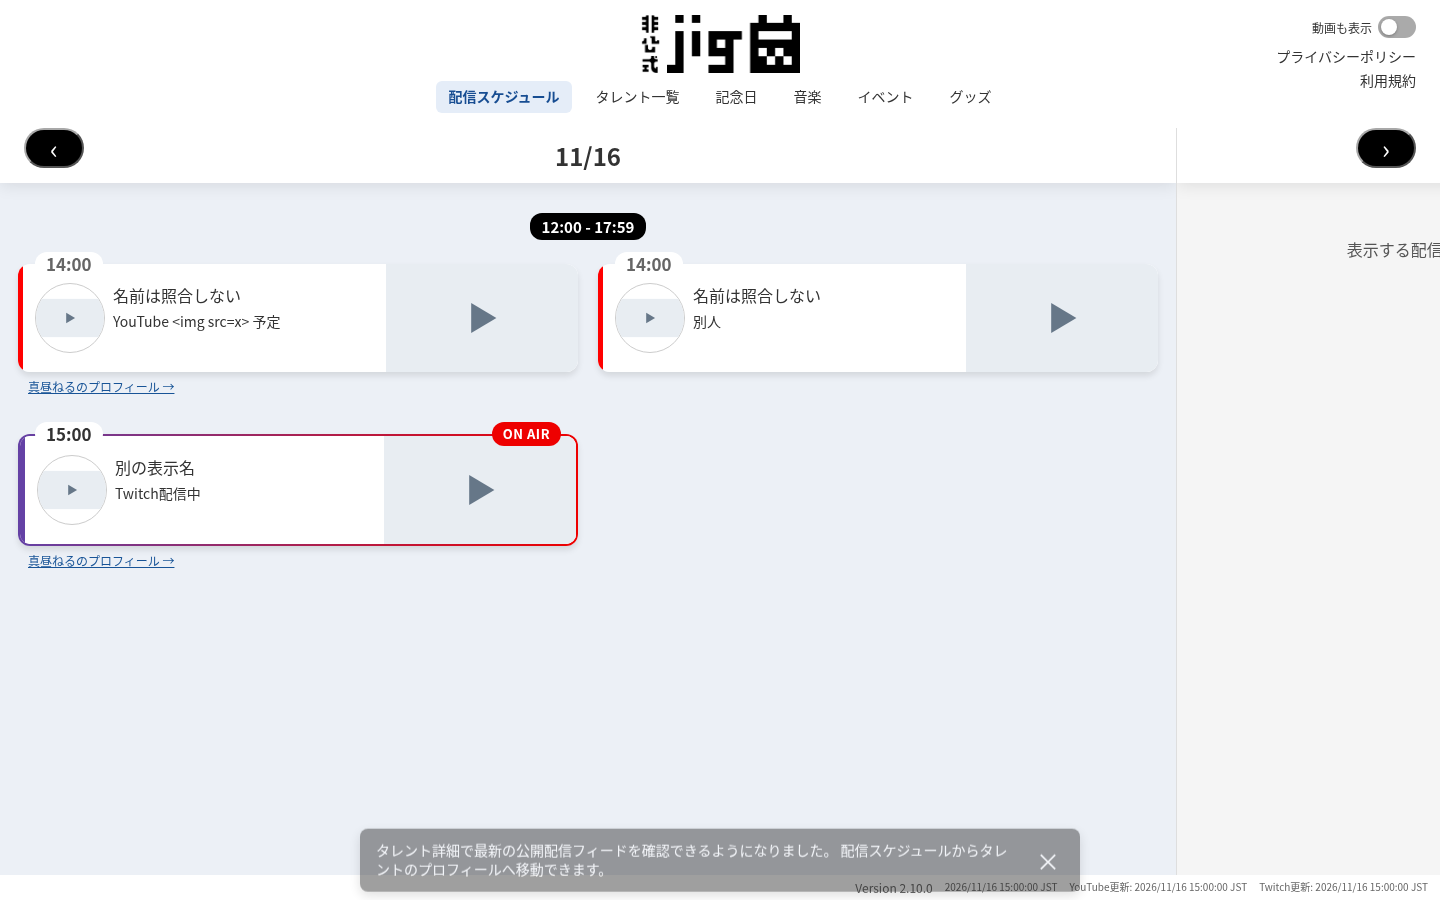 非公式 jig
動画も表示
プライバシーポリシー
利用規約
配信スケジュール タレント一覧 記念日 音楽 イベント グッズ
‹ 11/16 ›
12:00 - 17:59
表示する配信
14:00
名前は照合しない
YouTube <img src=x> 予定
真昼ねるのプロフィール →
14:00
名前は照合しない
別人
15:00
ON AIR
別の表示名
Twitch配信中
真昼ねるのプロフィール →
タレント詳細で最新の公開配信フィードを確認できるようになりました。 配信スケジュールからタレ
ントのプロフィールへ移動できます。
Version 2.10.0 2026/11/16 15:00:00 JST YouTube更新: 2026/11/16 15:00:00 JST Twitch更新: 2026/11/16 15:00:00 JST